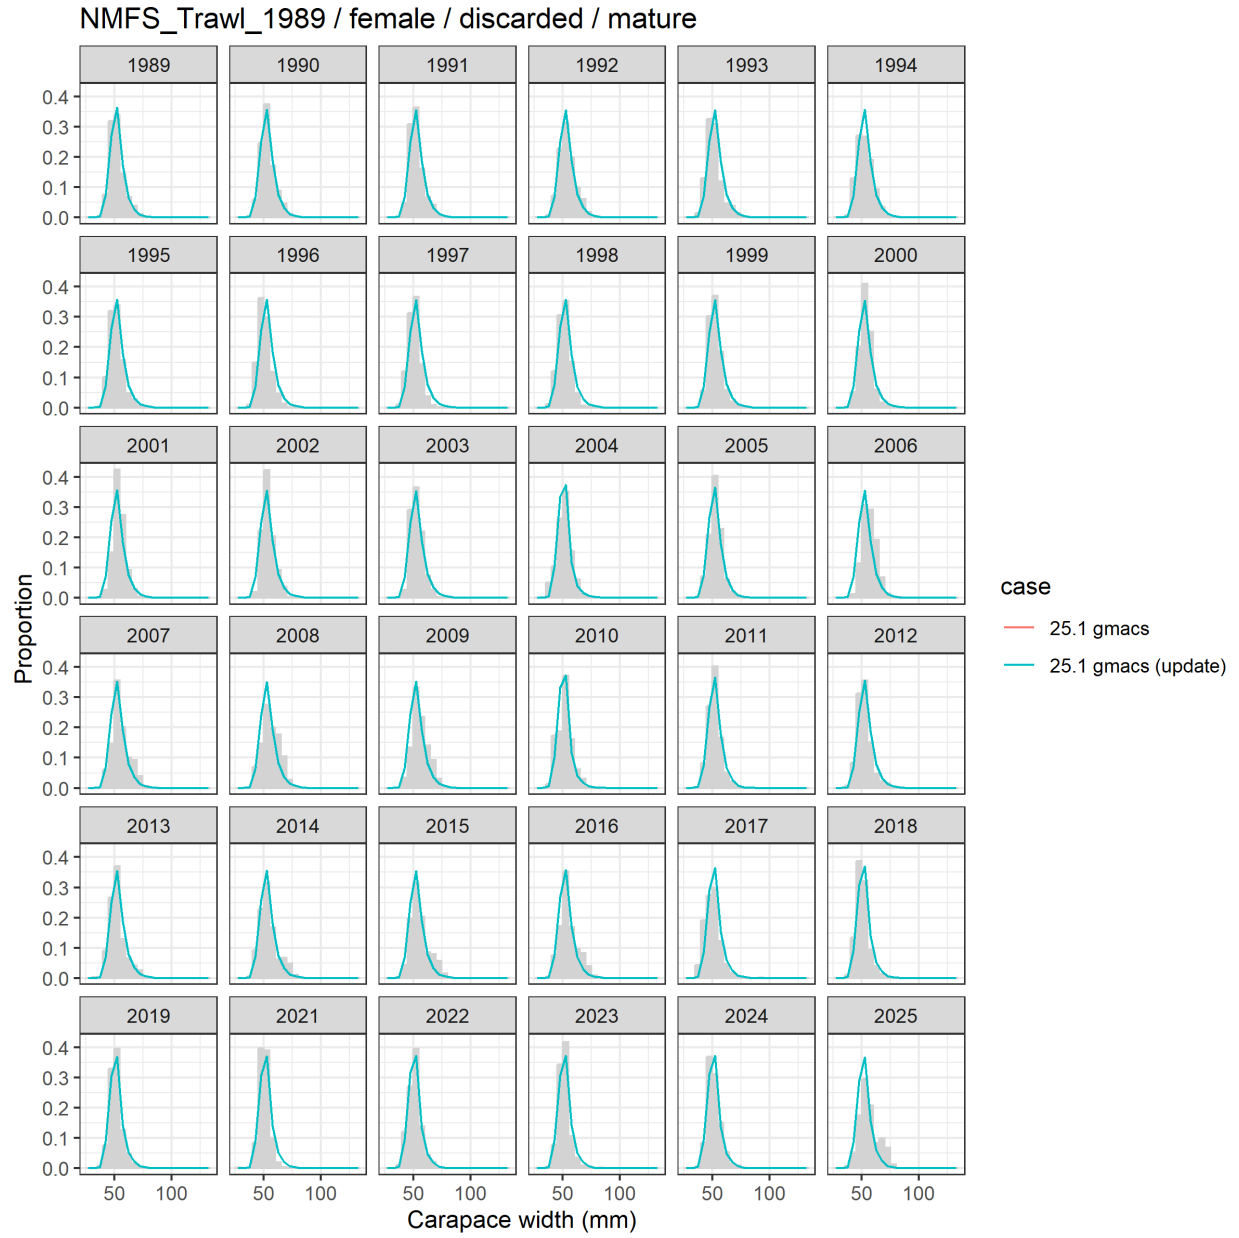 NMFS_Trawl_1989 / female / discarded / mature
1989 1990 1991 1992 1993 1994
0.4
0.3
0.2
0.1
0.0
1995 1996 1997 1998 1999 2000
0.4
0.3
0.2
0.1
0.0
2001 2002 2003 2004 2005 2006
0.4
0.3
0.2
0.1
0.0
2007 2008 2009 2010 2011 2012
0.4
0.3
0.2
0.1
0.0
2013 2014 2015 2016 2017 2018
0.4
0.3
0.2
0.1
0.0
2019 2021 2022 2023 2024 2025
0.4
0.3
0.2
0.1
0.0
50 100 50 100 50 100 50 100 50 100 50 100
Carapace width (mm)
Proportion
case
25.1 gmacs
25.1 gmacs (update)